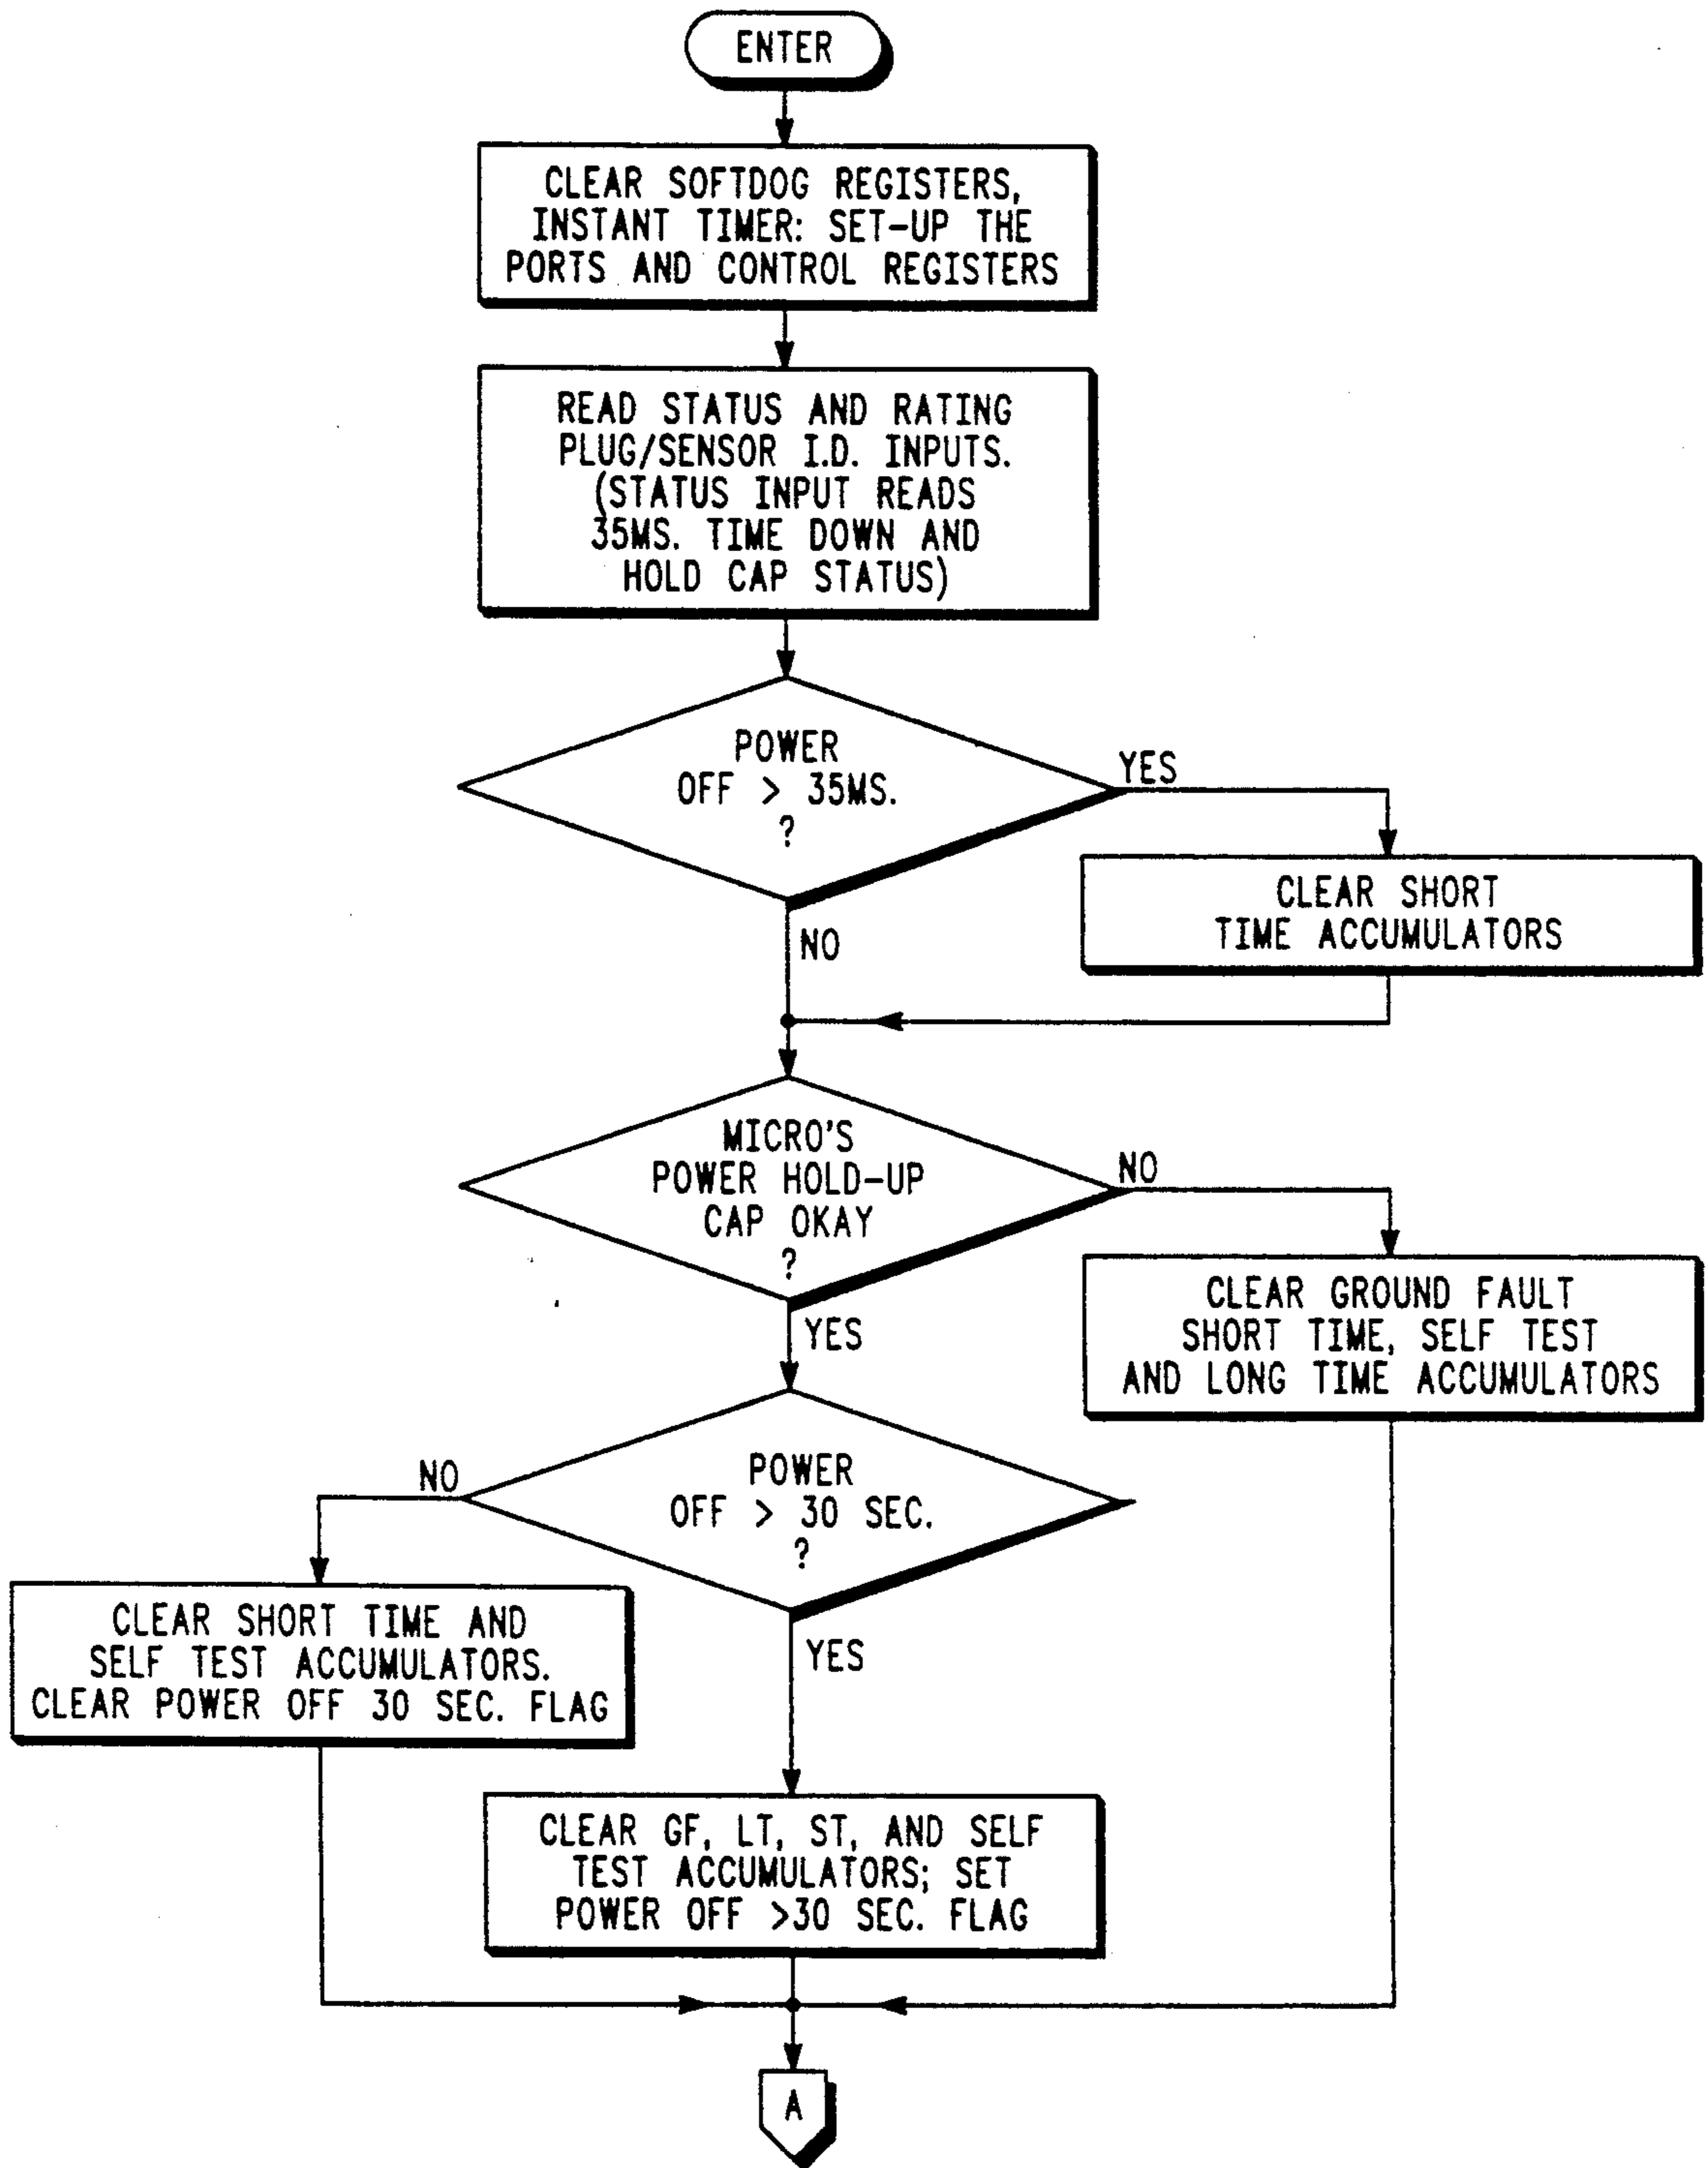 ENTER
CLEAR SOFTDOG REGISTERS,
INSTANT TIMER: SET-UP THE
PORTS AND CONTROL REGISTERS
READ STATUS AND RATING
PLUG/SENSOR I.D. INPUTS.
(STATUS INPUT READS
35MS. TIME DOWN AND
HOLD CAP STATUS)
POWER
OFF > 35MS.
?
YES
CLEAR SHORT
TIME ACCUMULATORS
NO
MICRO'S
POWER HOLD-UP
CAP OKAY
?
NO
CLEAR GROUND FAULT
SHORT TIME, SELF TEST
AND LONG TIME ACCUMULATORS
YES
POWER
OFF > 30 SEC.
?
NO
CLEAR SHORT TIME AND
SELF TEST ACCUMULATORS.
CLEAR POWER OFF 30 SEC. FLAG
YES
CLEAR GF, LT, ST, AND SELF
TEST ACCUMULATORS; SET
POWER OFF >30 SEC. FLAG
A